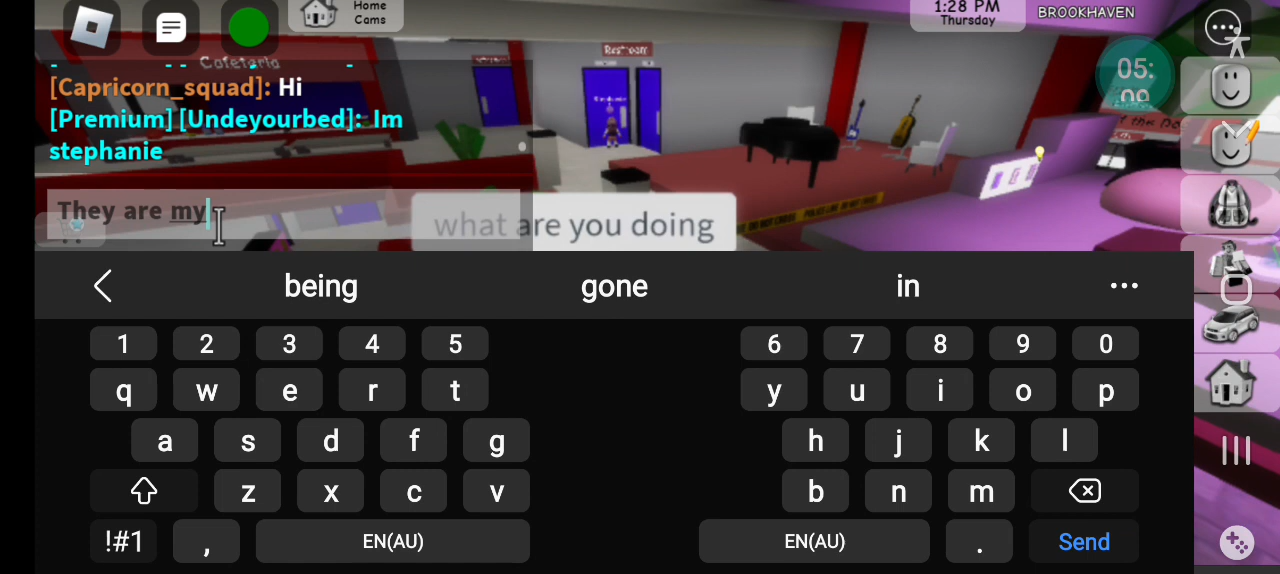 Home
Cams
1:28 PM
Thursday
BROOKHAVEN
Cafeteria
Restroom
[Capricorn_squad]: Hi
[Premium] [Undeyourbed]: Im
stephanie
05:
09
They are my
what are you doing
being gone in
1 2 3 4 5 6 7 8 9 0
q w e r t y u i o p
a s d f g h j k l
z x c v b n m
!#1 , EN(AU) EN(AU) . Send